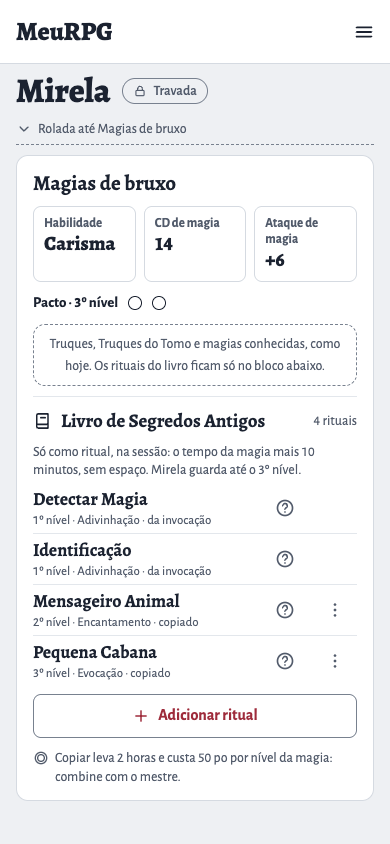 MeuRPG
Mirela
Travada
Rolada até Magias de bruxo
Magias de bruxo
Habilidade
Carisma
CD de magia
14
Ataque de
magia
+6
Pacto · 3º nível
Truques, Truques do Tomo e magias conhecidas, como
hoje. Os rituais do livro ficam só no bloco abaixo.
Livro de Segredos Antigos
4 rituais
Só como ritual, na sessão: o tempo da magia mais 10
minutos, sem espaço. Mirela guarda até o 3º nível.
Detectar Magia
1º nível · Adivinhação · da invocação
Identificação
1º nível · Adivinhação · da invocação
Mensageiro Animal
2º nível · Encantamento · copiado
Pequena Cabana
3º nível · Evocação · copiado
Adicionar ritual
Copiar leva 2 horas e custa 50 po por nível da magia:
combine com o mestre.